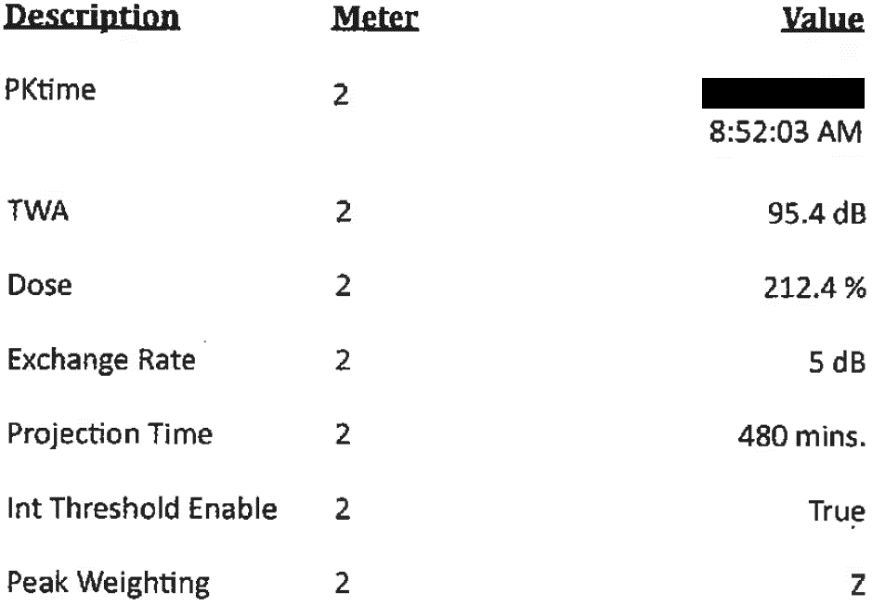 Description Meter Value
PKtime 2
8:52:03 AM
TWA 2 95.4 dB
Dose 2 212.4 %
Exchange Rate 2 5 dB
Projection Time 2 480 mins.
Int Threshold Enable 2 True
Peak Weighting 2 Z